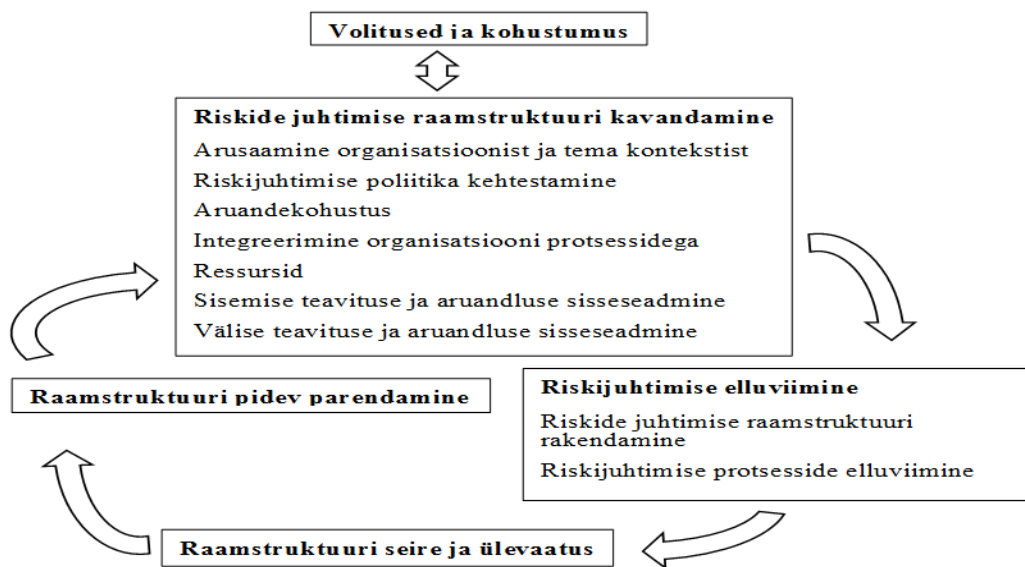 Volitused ja kohustumus
Riskide juhtimise raamstruktuuri kavandamine
Arusaamine organisatsioonist ja tema kontekstist
Riskijuhtimise poliitika kehtestamine
Aruandekohustus
Integreerimine organisatsiooni protsessidega
Ressursid
Sisemise teavituse ja aruandluse sisseseadmine
Välise teavituse ja aruandluse sisseseadmine
Riskijuhtimise elluviimine
Riskide juhtimise raamstruktuuri
rakendamine
Riskijuhtimise protsesside elluviimine
Raamstruktuuri seire ja ülevaatus
Raamstruktuuri pidev parendamine